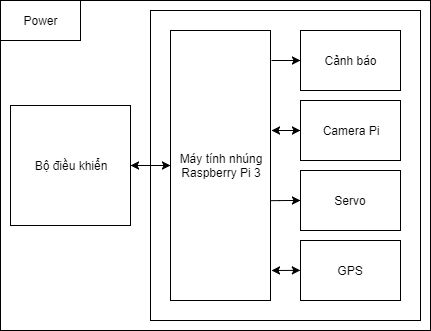 Power
Bộ điều khiển
Máy tính nhúng
Raspberry Pi 3
Cảnh báo
Camera Pi
Servo
GPS